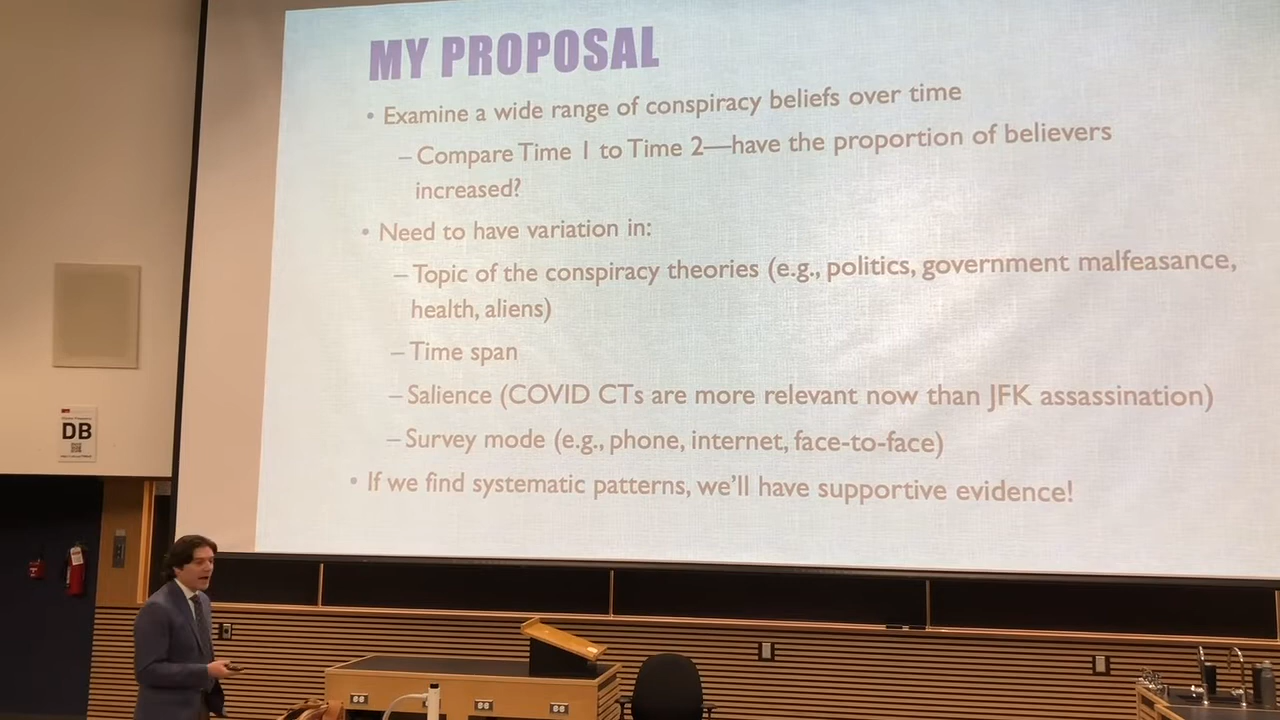 MY PROPOSAL
• Examine a wide range of conspiracy beliefs over time
– Compare Time 1 to Time 2—have the proportion of believers
increased?
• Need to have variation in:
– Topic of the conspiracy theories (e.g., politics, government malfeasance,
health, aliens)
– Time span
– Salience (COVID CTs are more relevant now than JFK assassination)
– Survey mode (e.g., phone, internet, face-to-face)
• If we find systematic patterns, we'll have supportive evidence!
DB